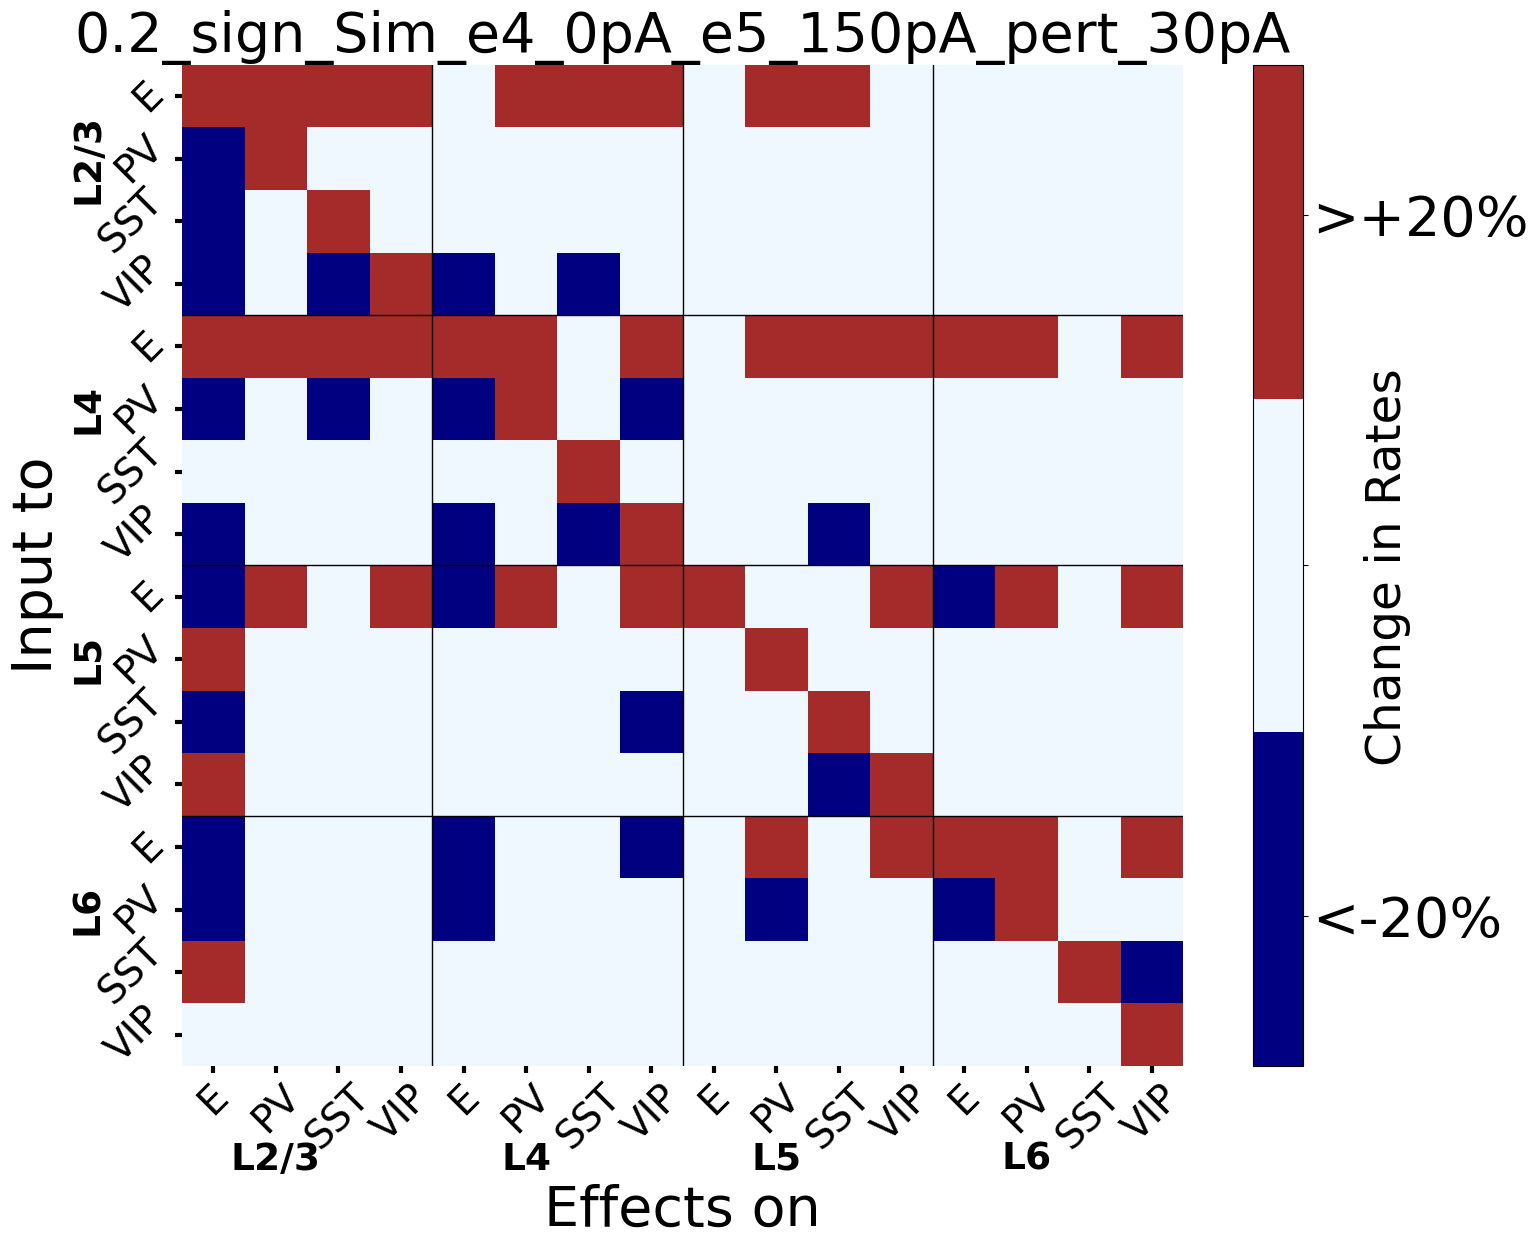 0.2_sign_Sim_e4_0pA_e5_150pA_pert_30pA
Input to
L2/3
E
PV
SST
VIP
L4
E
PV
SST
VIP
L5
E
PV
SST
VIP
L6
E
PV
SST
VIP
E PV SST VIP E PV SST VIP E PV SST VIP E PV SST VIP
L2/3 L4 L5 L6
Effects on
>+20%
<-20%
Change in Rates